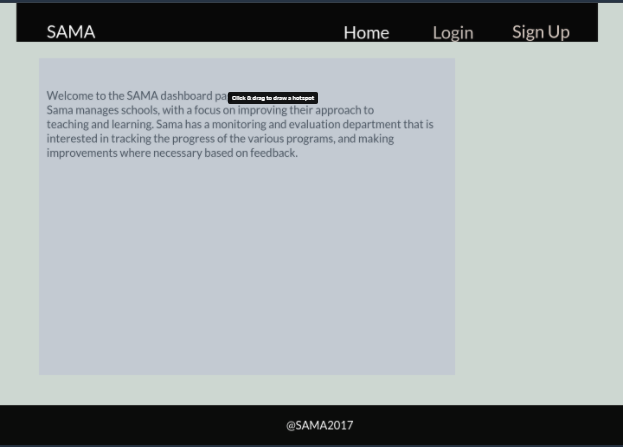 SAMA
Home Login Sign Up
Welcome to the SAMA dashboard
Click & drag to draw a hotspot
Sama manages schools, with a focus on improving their approach to
teaching and learning. Sama has a monitoring and evaluation department that is
interested in tracking the progress of the various programs, and making
improvements where necessary based on feedback.
@SAMA2017